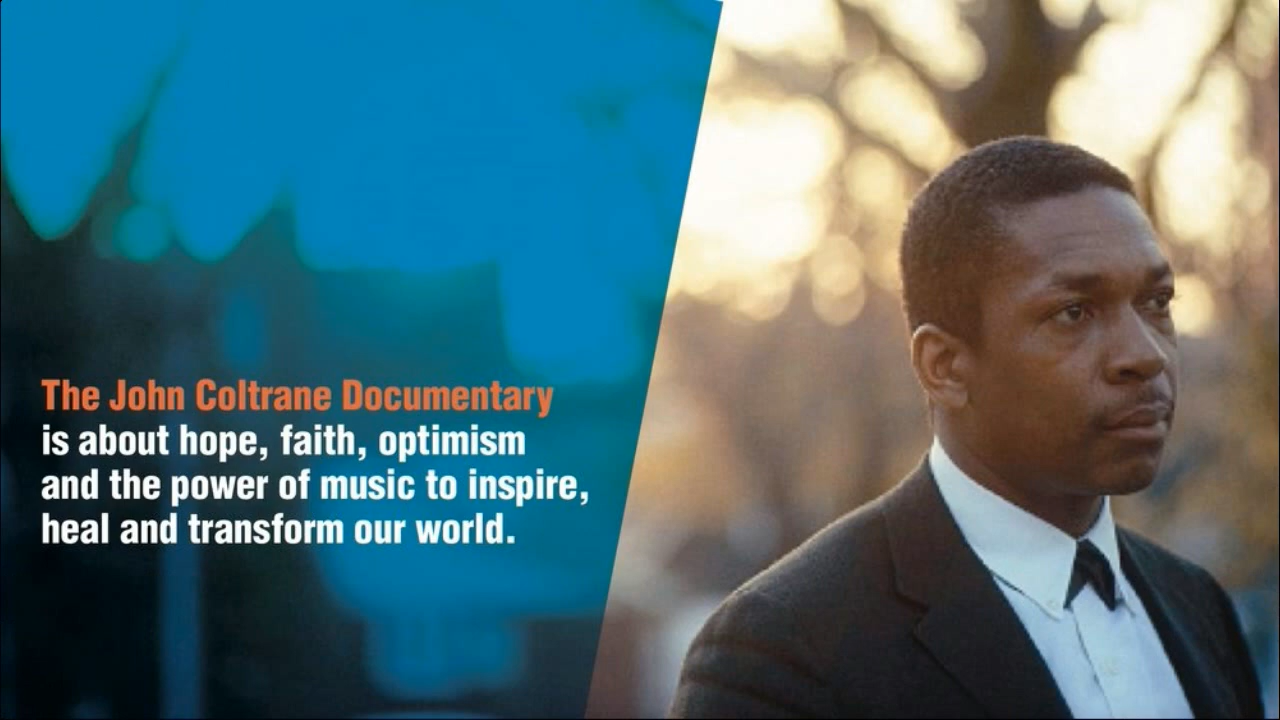 The John Coltrane Documentary
is about hope, faith, optimism
and the power of music to inspire,
heal and transform our world.